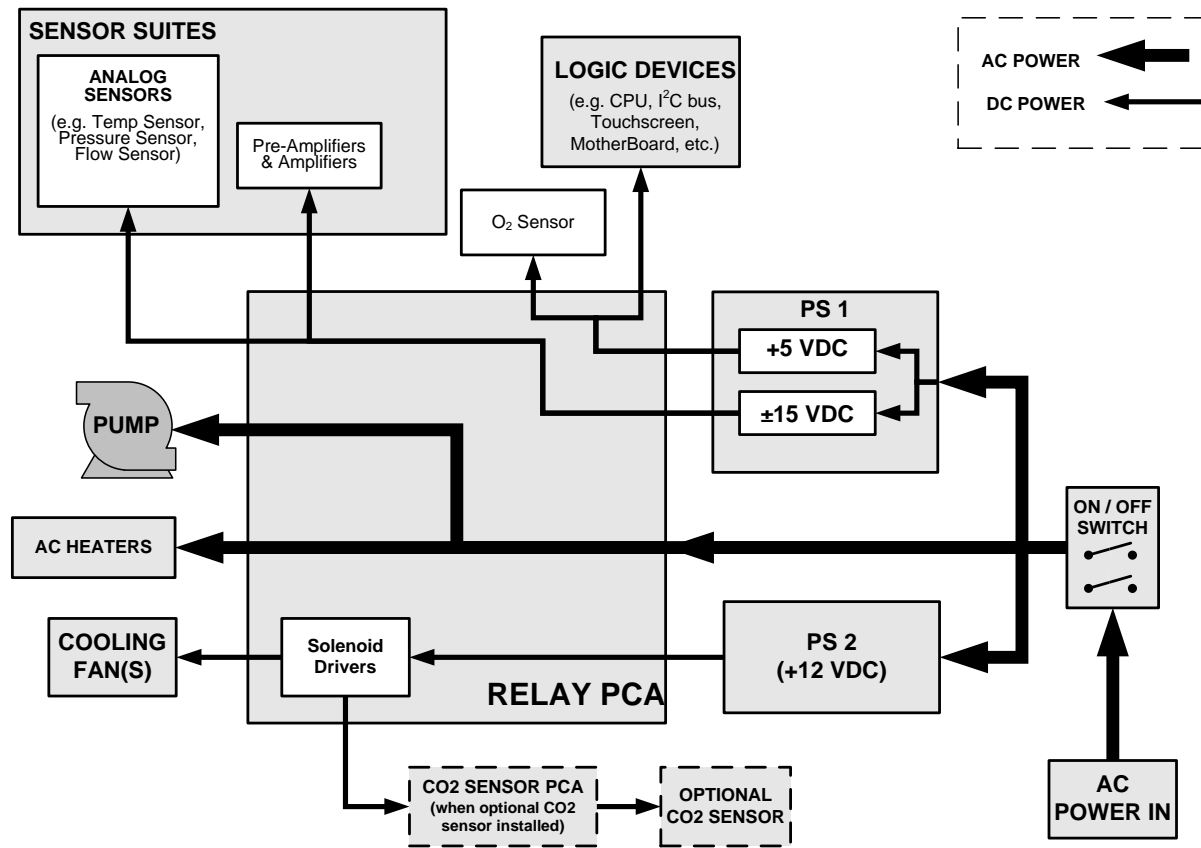 SENSOR SUITES
ANALOG
SENSORS
(e.g. Temp Sensor,
Pressure Sensor,
Flow Sensor)
Pre-Amplifiers
& Amplifiers
LOGIC DEVICES
(e.g. CPU, I²C bus,
Touchscreen,
MotherBoard, etc.)
AC POWER
DC POWER
O₂ Sensor
PS 1
+5 VDC
±15 VDC
PUMP
ON / OFF
SWITCH
AC HEATERS
COOLING
FAN(S)
Solenoid
Drivers
PS 2
(+12 VDC)
RELAY PCA
CO2 SENSOR PCA
(when optional CO2
sensor installed)
OPTIONAL
CO2 SENSOR
AC
POWER IN